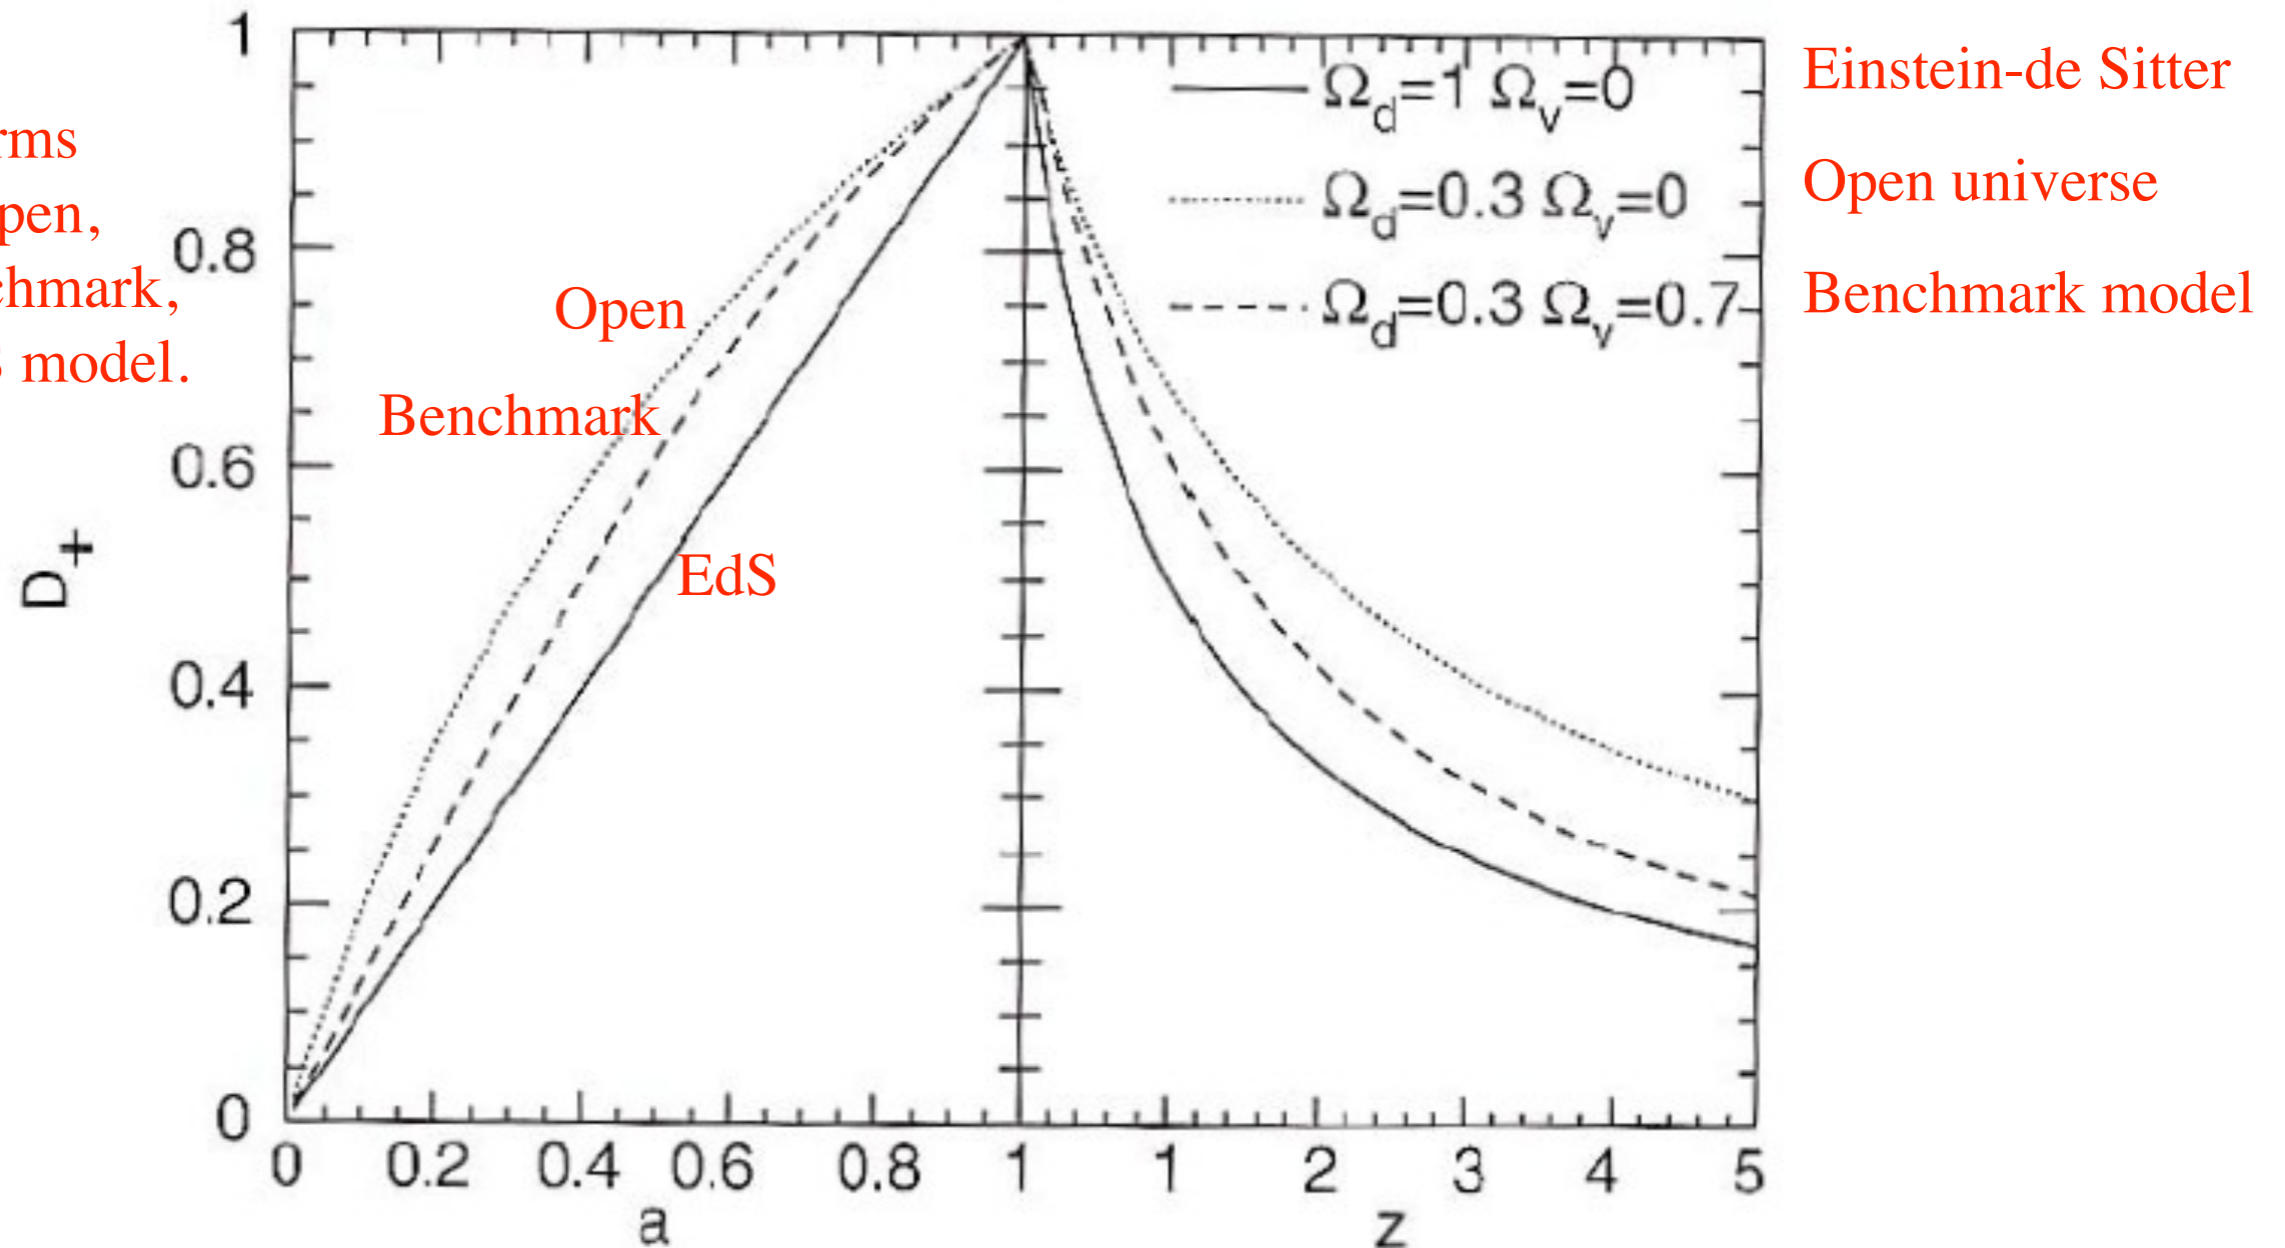 rms
pen,
chmark,
model.
1
0.8
0.6
0.4
0.2
0
D+
Open
Benchmark
EdS
Ωd=1 Ωv=0
Ωd=0.3 Ωv=0
Ωd=0.3 Ωv=0.7
Einstein-de Sitter
Open universe
Benchmark model
0 0.2 0.4 0.6 0.8 1 1 2 3 4 5
a z